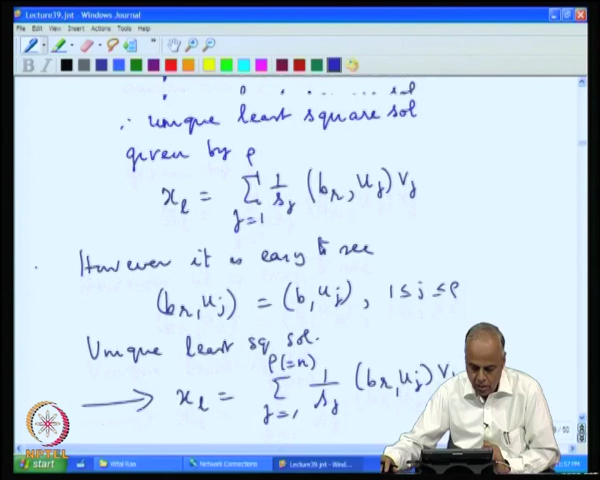 Lecture39.jnt - Windows Journal
File Edit View Insert Actions Tools Help
∴ unique least square sol
given by ρ
x_l = Σ_{j=1} 1/s_j (b_r, u_j) v_j
However it is easy to see
(b_r, u_j) = (b, u_j), 1 ≤ j ≤ ρ
Unique least sq sol.
ρ(=n)
→ x_l = Σ_{j=1} 1/s_j (b_r, u_j) v_j
NPTEL
start Vittal Rao Network Connections Lecture39.jnt - Wind...